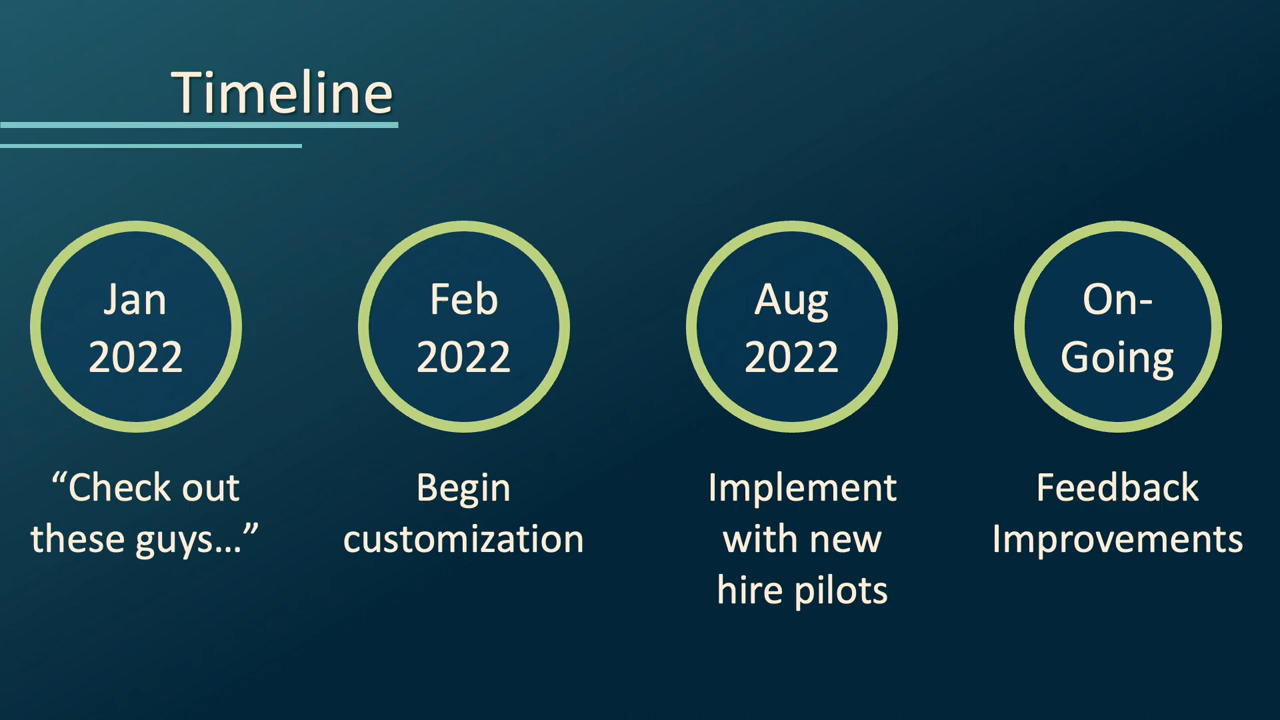 Timeline
Jan
2022
Feb
2022
Aug
2022
On-
Going
“Check out
these guys…”
Begin
customization
Implement
with new
hire pilots
Feedback
Improvements